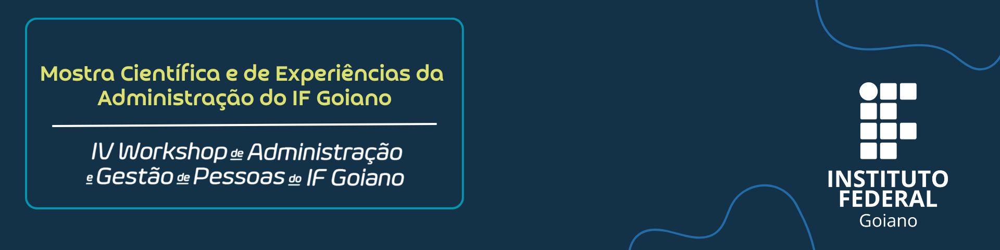 Mostra Científica e de Experiências da
Administração do IF Goiano
IV Workshop de Administração
e Gestão de Pessoas do IF Goiano
INSTITUTO
FEDERAL
Goiano